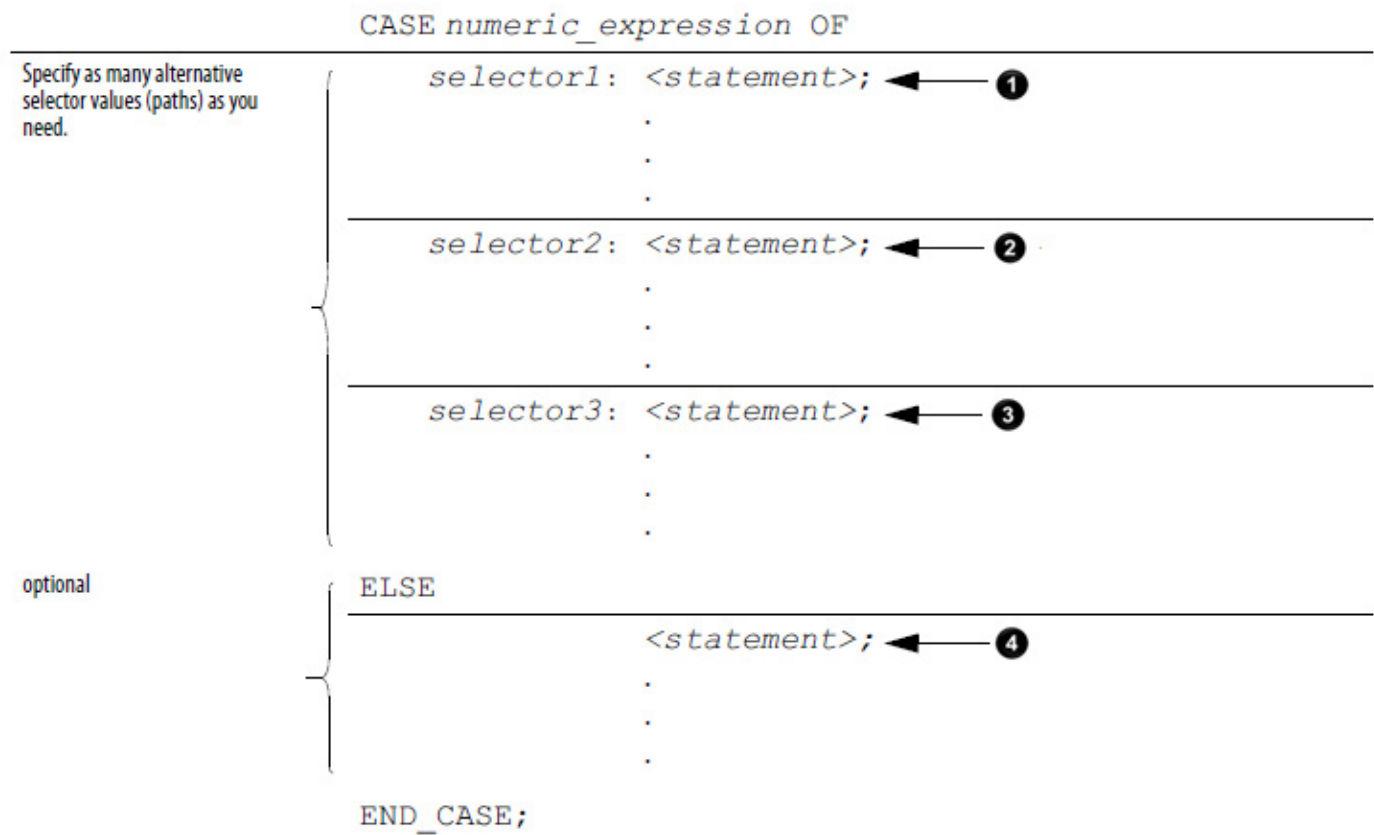 CASE numeric_expression OF
Specify as many alternative
selector values (paths) as you
need.
selector1: <statement>;
1
.
.
.
selector2: <statement>;
2
.
.
.
selector3: <statement>;
3
.
.
.
optional
ELSE
<statement>;
4
.
.
.
END_CASE;